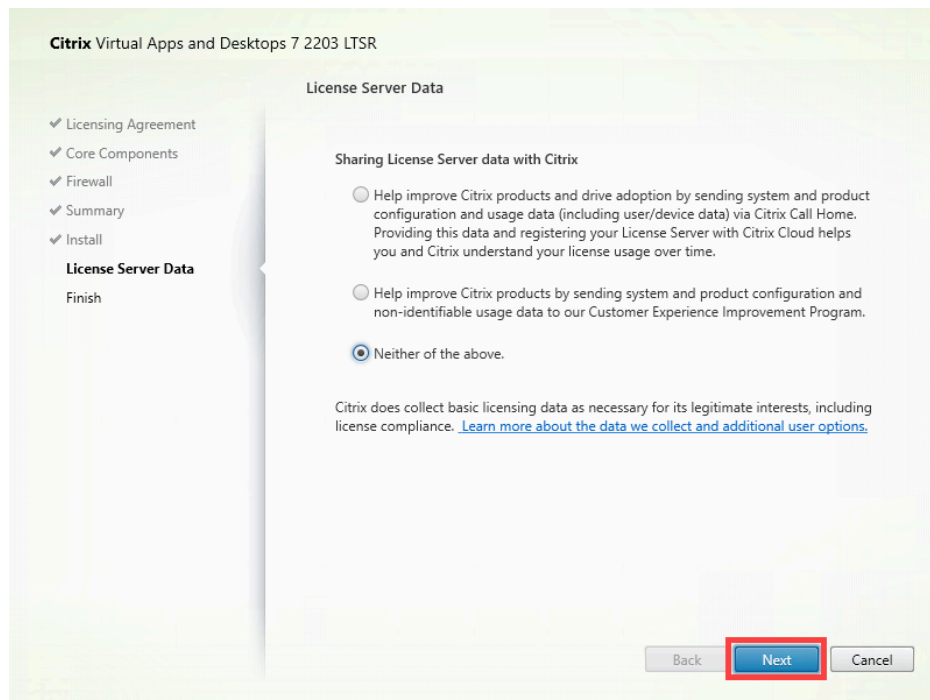 Citrix Virtual Apps and Desktops 7 2203 LTSR
License Server Data
Licensing Agreement
Core Components
Firewall
Summary
Install
License Server Data
Finish
Sharing License Server data with Citrix
Help improve Citrix products and drive adoption by sending system and product
configuration and usage data (including user/device data) via Citrix Call Home.
Providing this data and registering your License Server with Citrix Cloud helps
you and Citrix understand your license usage over time.
Help improve Citrix products by sending system and product configuration and
non-identifiable usage data to our Customer Experience Improvement Program.
Neither of the above.
Citrix does collect basic licensing data as necessary for its legitimate interests, including
license compliance. Learn more about the data we collect and additional user options.
Back Next Cancel